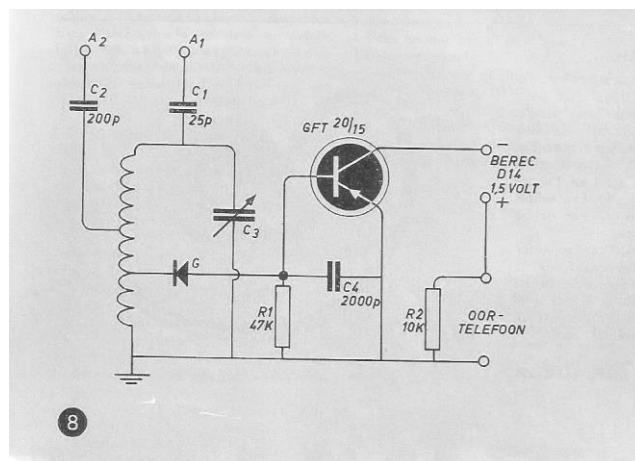 A2
A1
C2
200p
C1
25p
GFT 20/15
−
BEREC
D14
1,5 VOLT
+
C3
G
C4
2000p
R1
47K
R2
10K
OOR-
TELEFOON
8